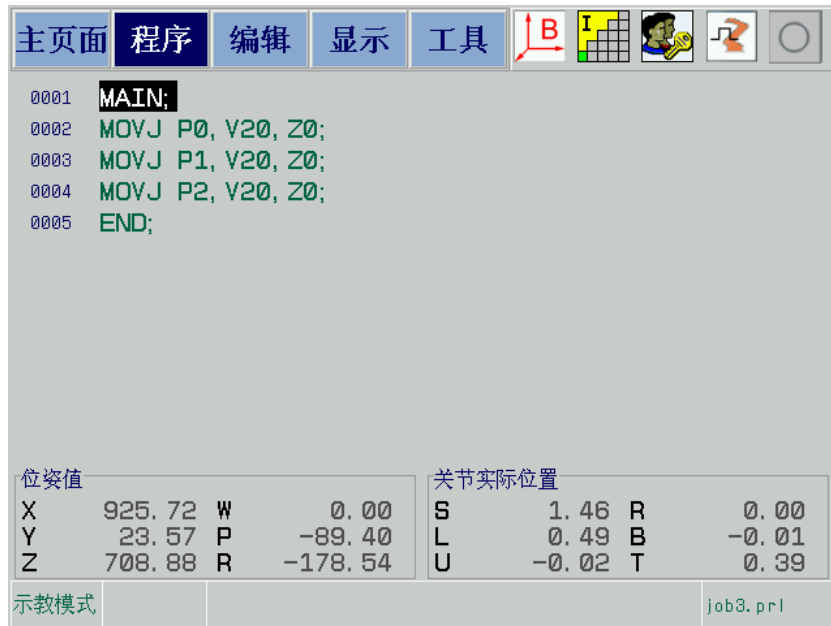 主页面 程序 编辑 显示 工具 B I
0001 MAIN;
0002 MOVJ P0, V20, Z0;
0003 MOVJ P1, V20, Z0;
0004 MOVJ P2, V20, Z0;
0005 END;
位姿值 关节实际位置
X 925.72 W 0.00 S 1.46 R 0.00
Y 23.57 P -89.40 L 0.49 B -0.01
Z 708.88 R -178.54 U -0.02 T 0.39
示教模式 job3.prl